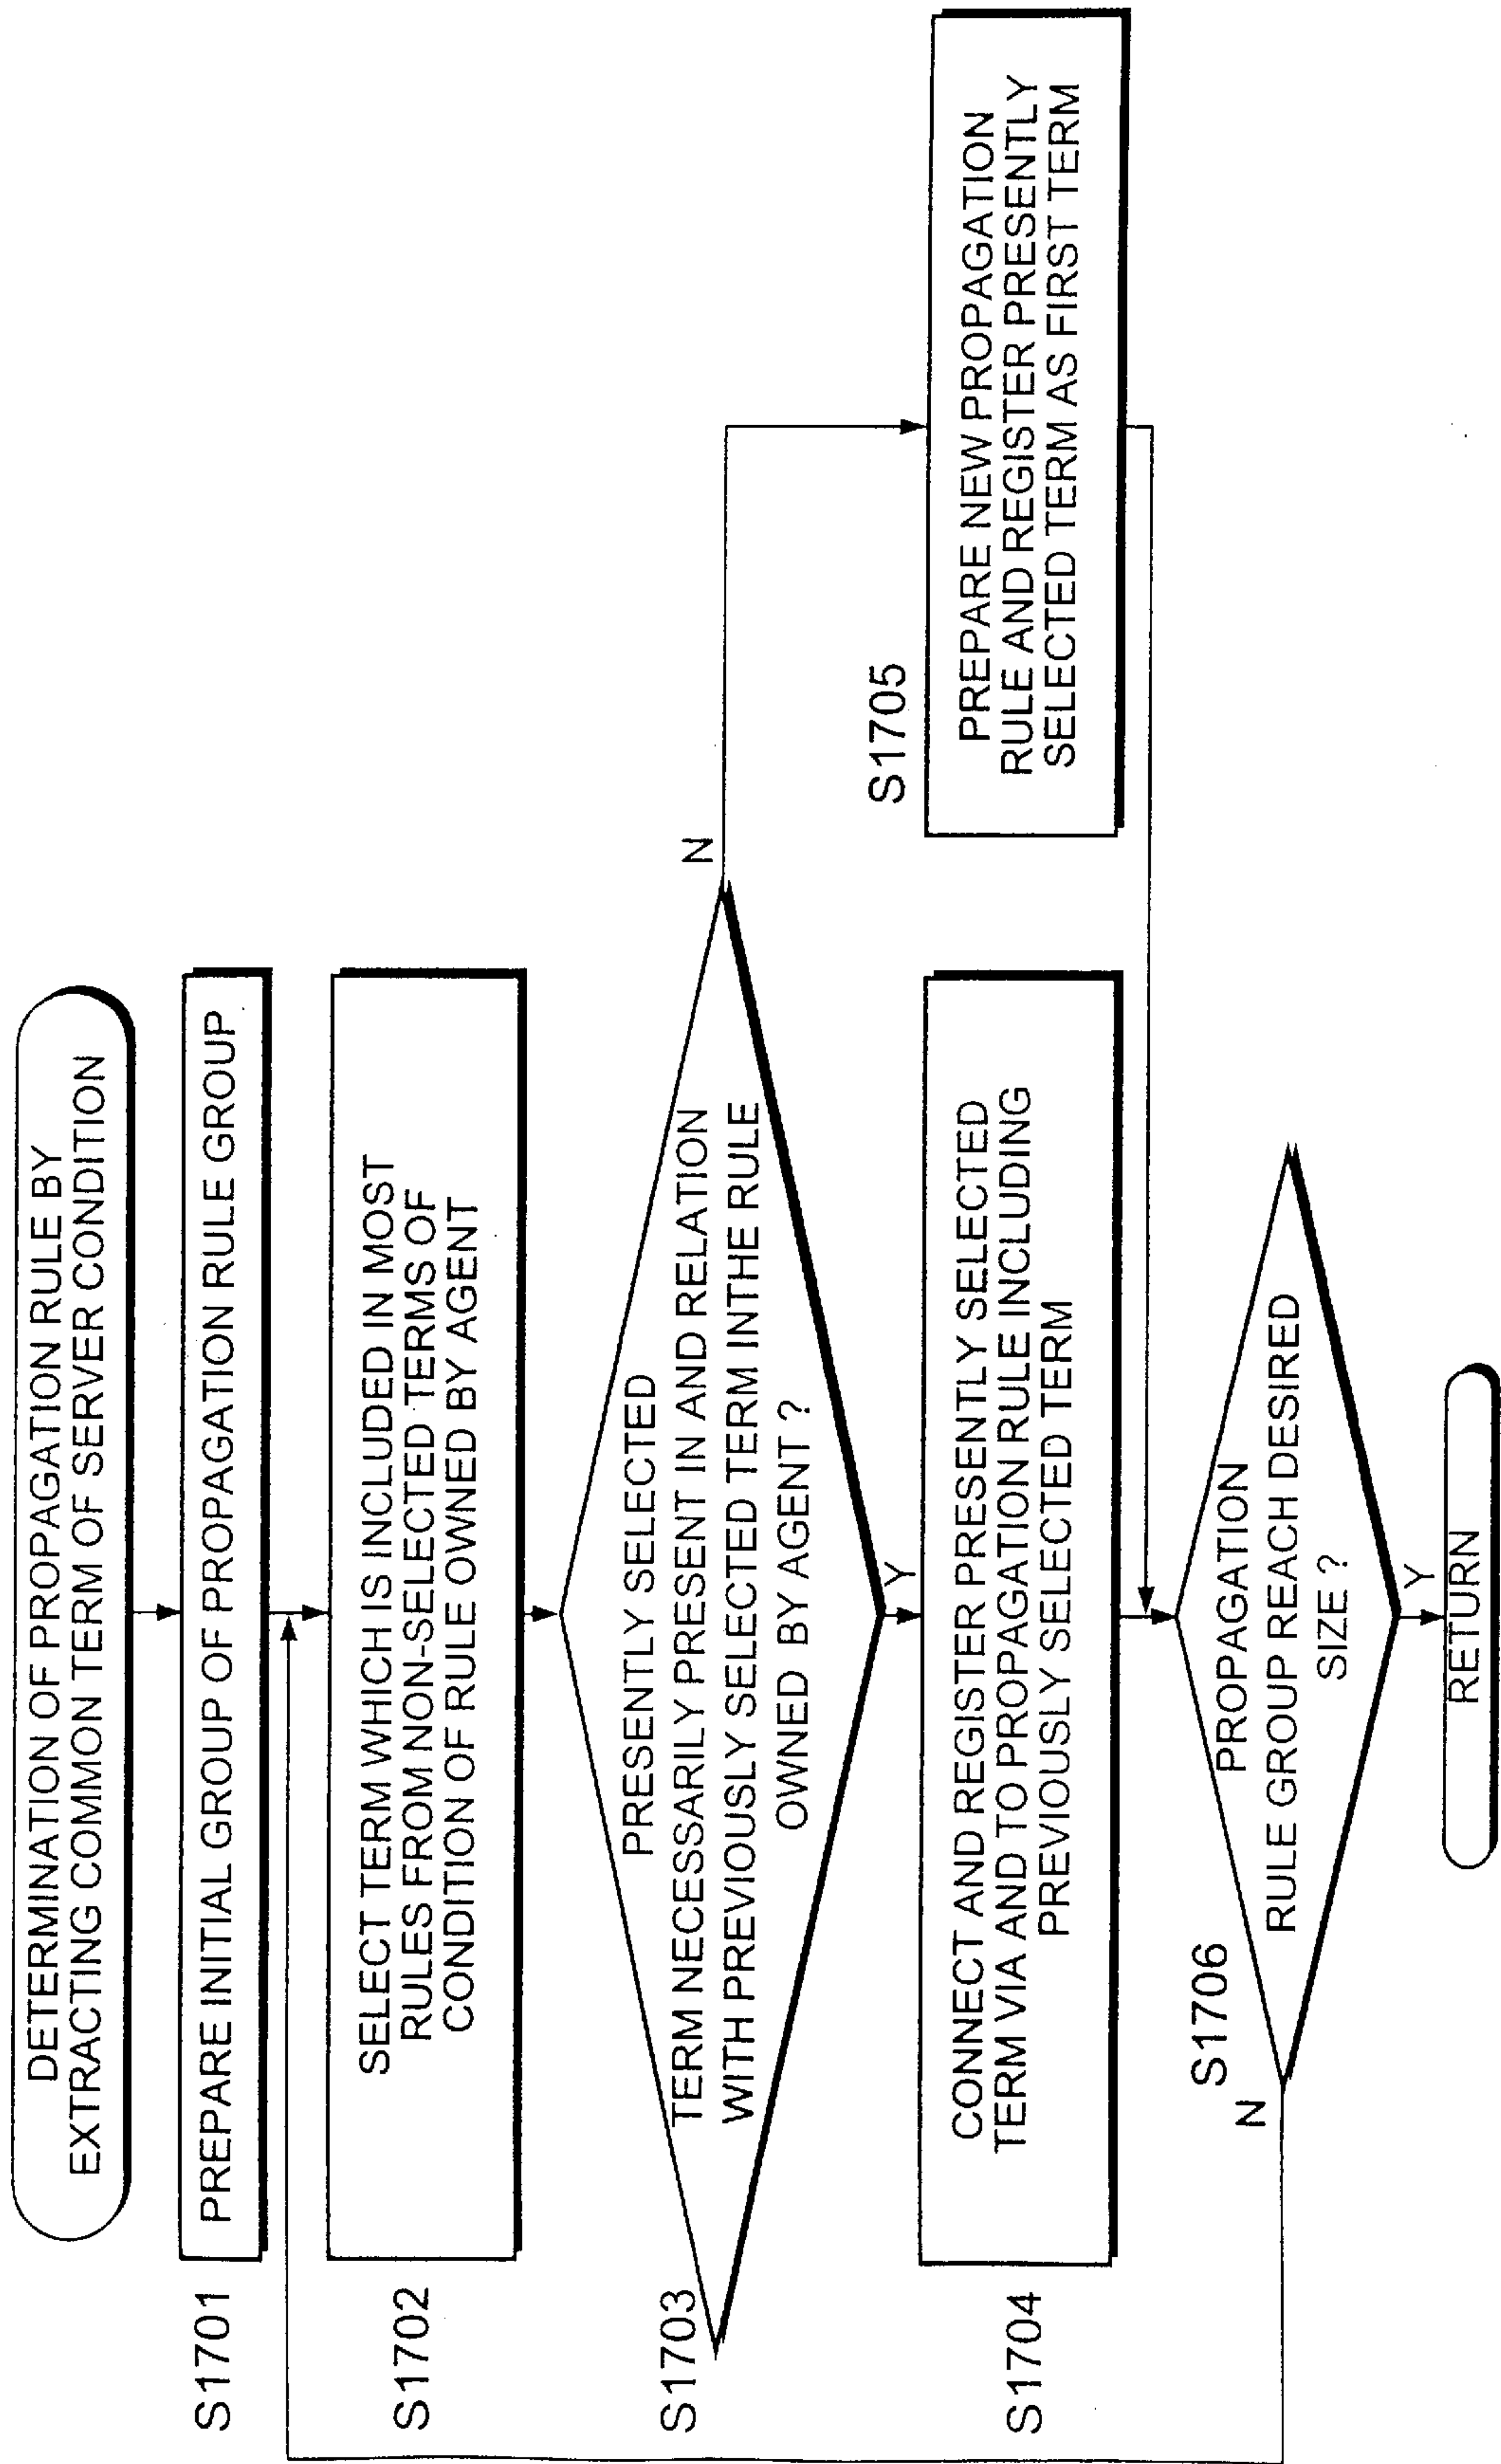 DETERMINATION OF PROPAGATION RULE BY
EXTRACTING COMMON TERM OF SERVER CONDITION
S1701
PREPARE INITIAL GROUP OF PROPAGATION RULE GROUP
S1702
SELECT TERM WHICH IS INCLUDED IN MOST
RULES FROM NON-SELECTED TERMS OF
CONDITION OF RULE OWNED BY AGENT
S1703
PRESENTLY SELECTED
TERM NECESSARILY PRESENT IN AND RELATION
WITH PREVIOUSLY SELECTED TERM INTHE RULE
OWNED BY AGENT ?
N
Y
S1704
CONNECT AND REGISTER PRESENTLY SELECTED
TERM VIA AND TO PROPAGATION RULE INCLUDING
PREVIOUSLY SELECTED TERM
S1705
PREPARE NEW PROPAGATION
RULE AND REGISTER PRESENTLY
SELECTED TERM AS FIRST TERM
S1706
PROPAGATION
RULE GROUP REACH DESIRED
SIZE ?
N
Y
RETURN